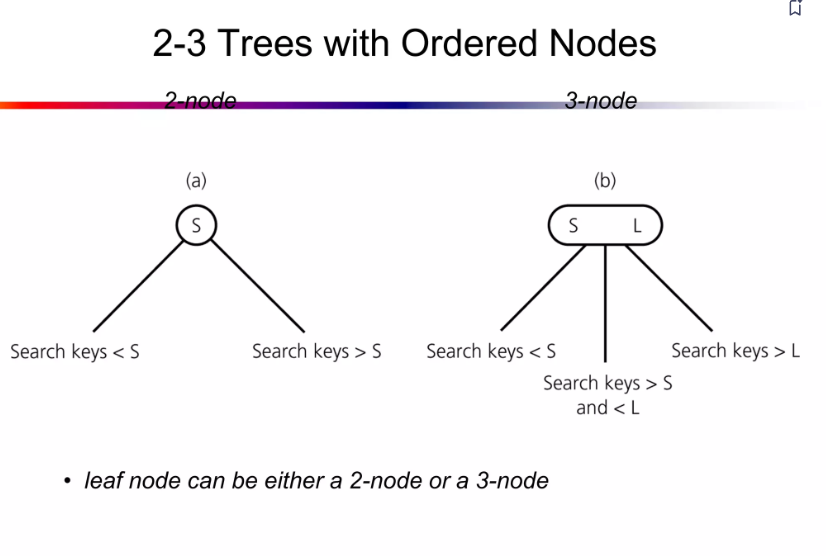 2-3 Trees with Ordered Nodes
2-node
3-node
(a)
(b)
S
S L
Search keys < S
Search keys > S
Search keys < S
Search keys > S
and < L
Search keys > L
• leaf node can be either a 2-node or a 3-node